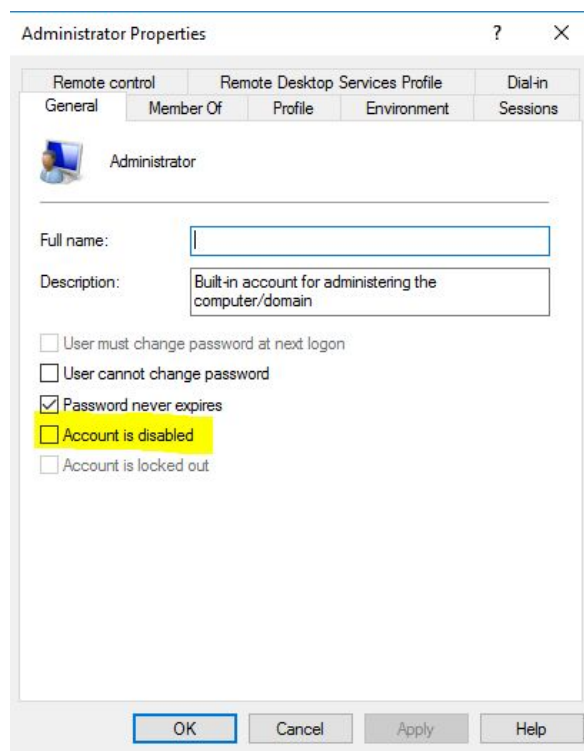 Administrator Properties
?
Remote control
Remote Desktop Services Profile
Dial-in
General
Member Of
Profile
Environment
Sessions
Administrator
Full name:
Description:
Built-in account for administering the
computer/domain
User must change password at next logon
User cannot change password
Password never expires
Account is disabled
Account is locked out
OK
Cancel
Apply
Help